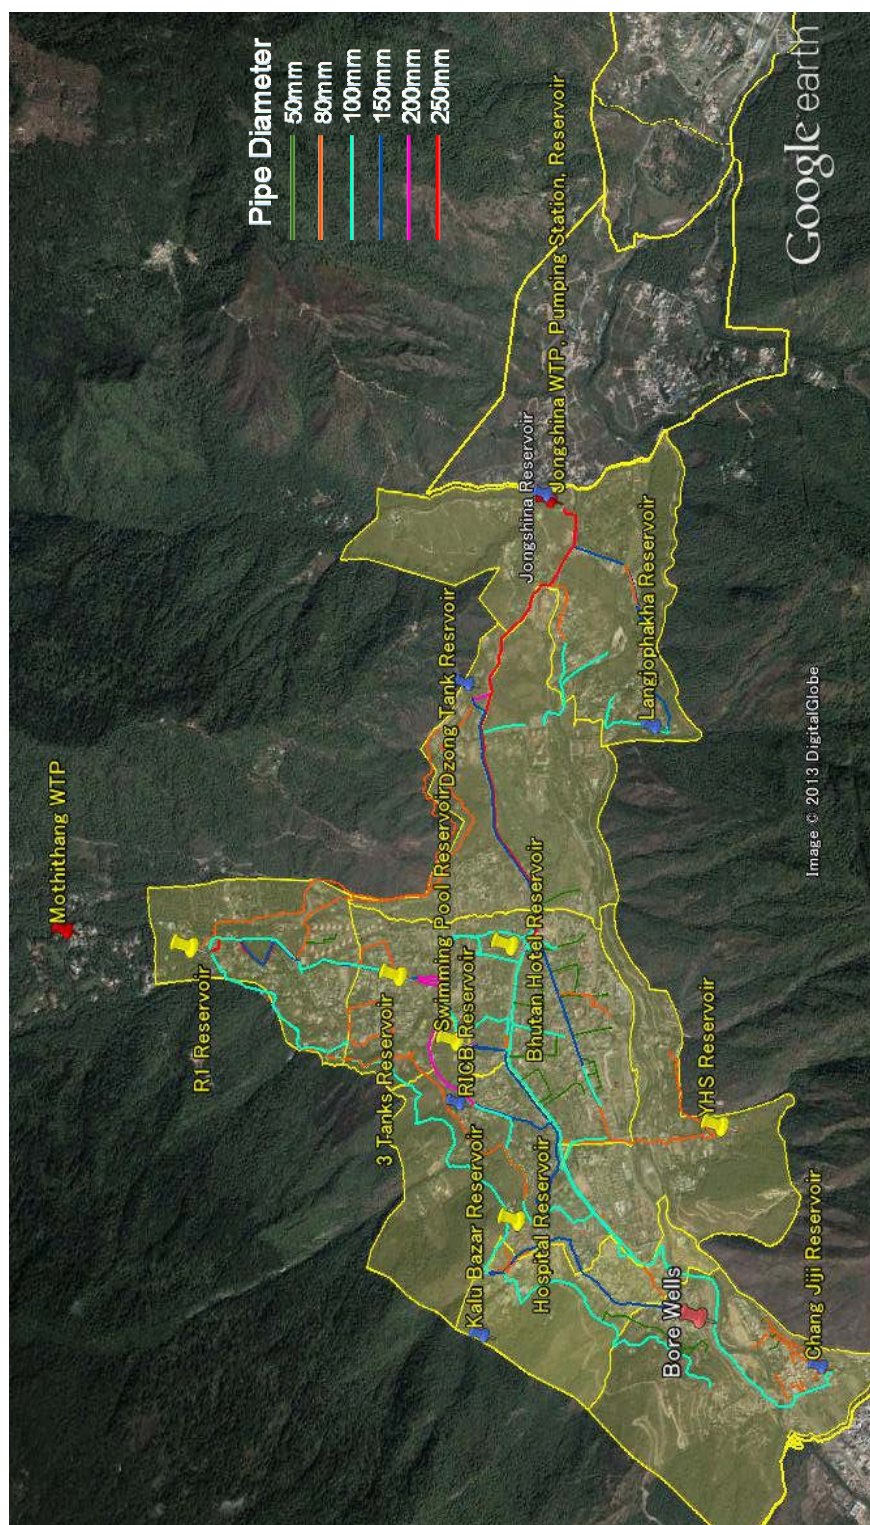 Pipe Diameter
50mm
80mm
100mm
150mm
200mm
250mm
Mothithang WTP
R1 Reservoir
3 Tanks Reservoir
Swimming Pool Reservoir
Dzong Tank Resrvoir
RICB Reservoir
Kalu Bazar Reservoir
Hospital Reservoir
Bhutan Hotel Reservoir
Jongshina Reservoir
Jongshina WTP, Pumping Station, Reservoir
Langjophakha Reservoir
YHS Reservoir
Bore Wells
Chang Jiji Reservoir
Image © 2013 DigitalGlobe
Google earth